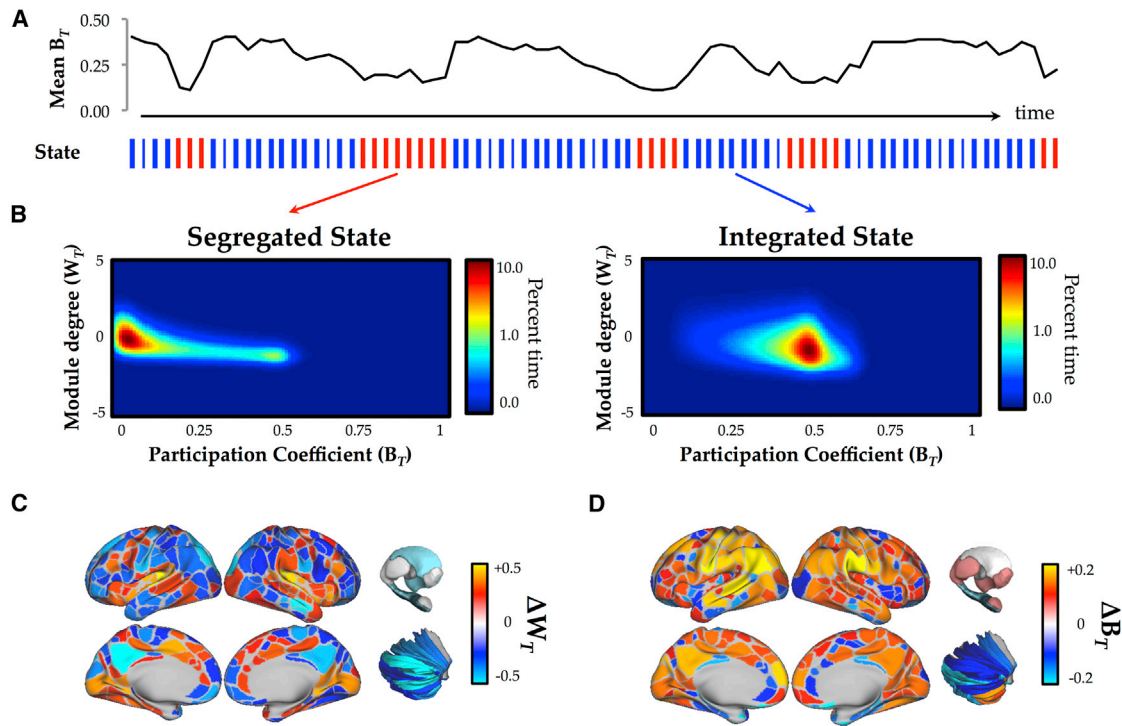 A
Mean B_T
0.50
0.25
0.00
time
State
B
Segregated State
Module degree (W_T)
5
0
-5
0 0.25 0.5 0.75 1
Participation Coefficient (B_T)
10.0
1.0
0.0
Percent time
Integrated State
Module degree (W_T)
5
0
-5
0 0.25 0.5 0.75 1
Participation Coefficient (B_T)
10.0
1.0
0.0
Percent time
C
+0.5
0
-0.5
ΔW_T
D
+0.2
0
-0.2
ΔB_T